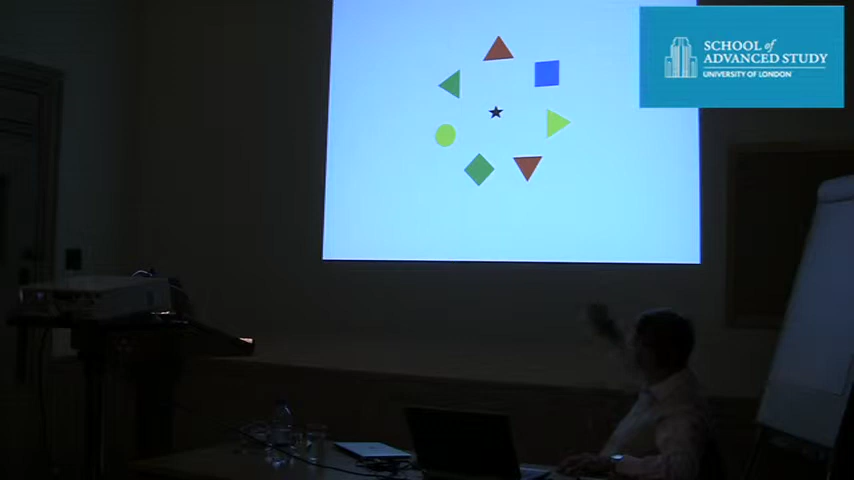 SCHOOL of
ADVANCED STUDY
UNIVERSITY OF LONDON